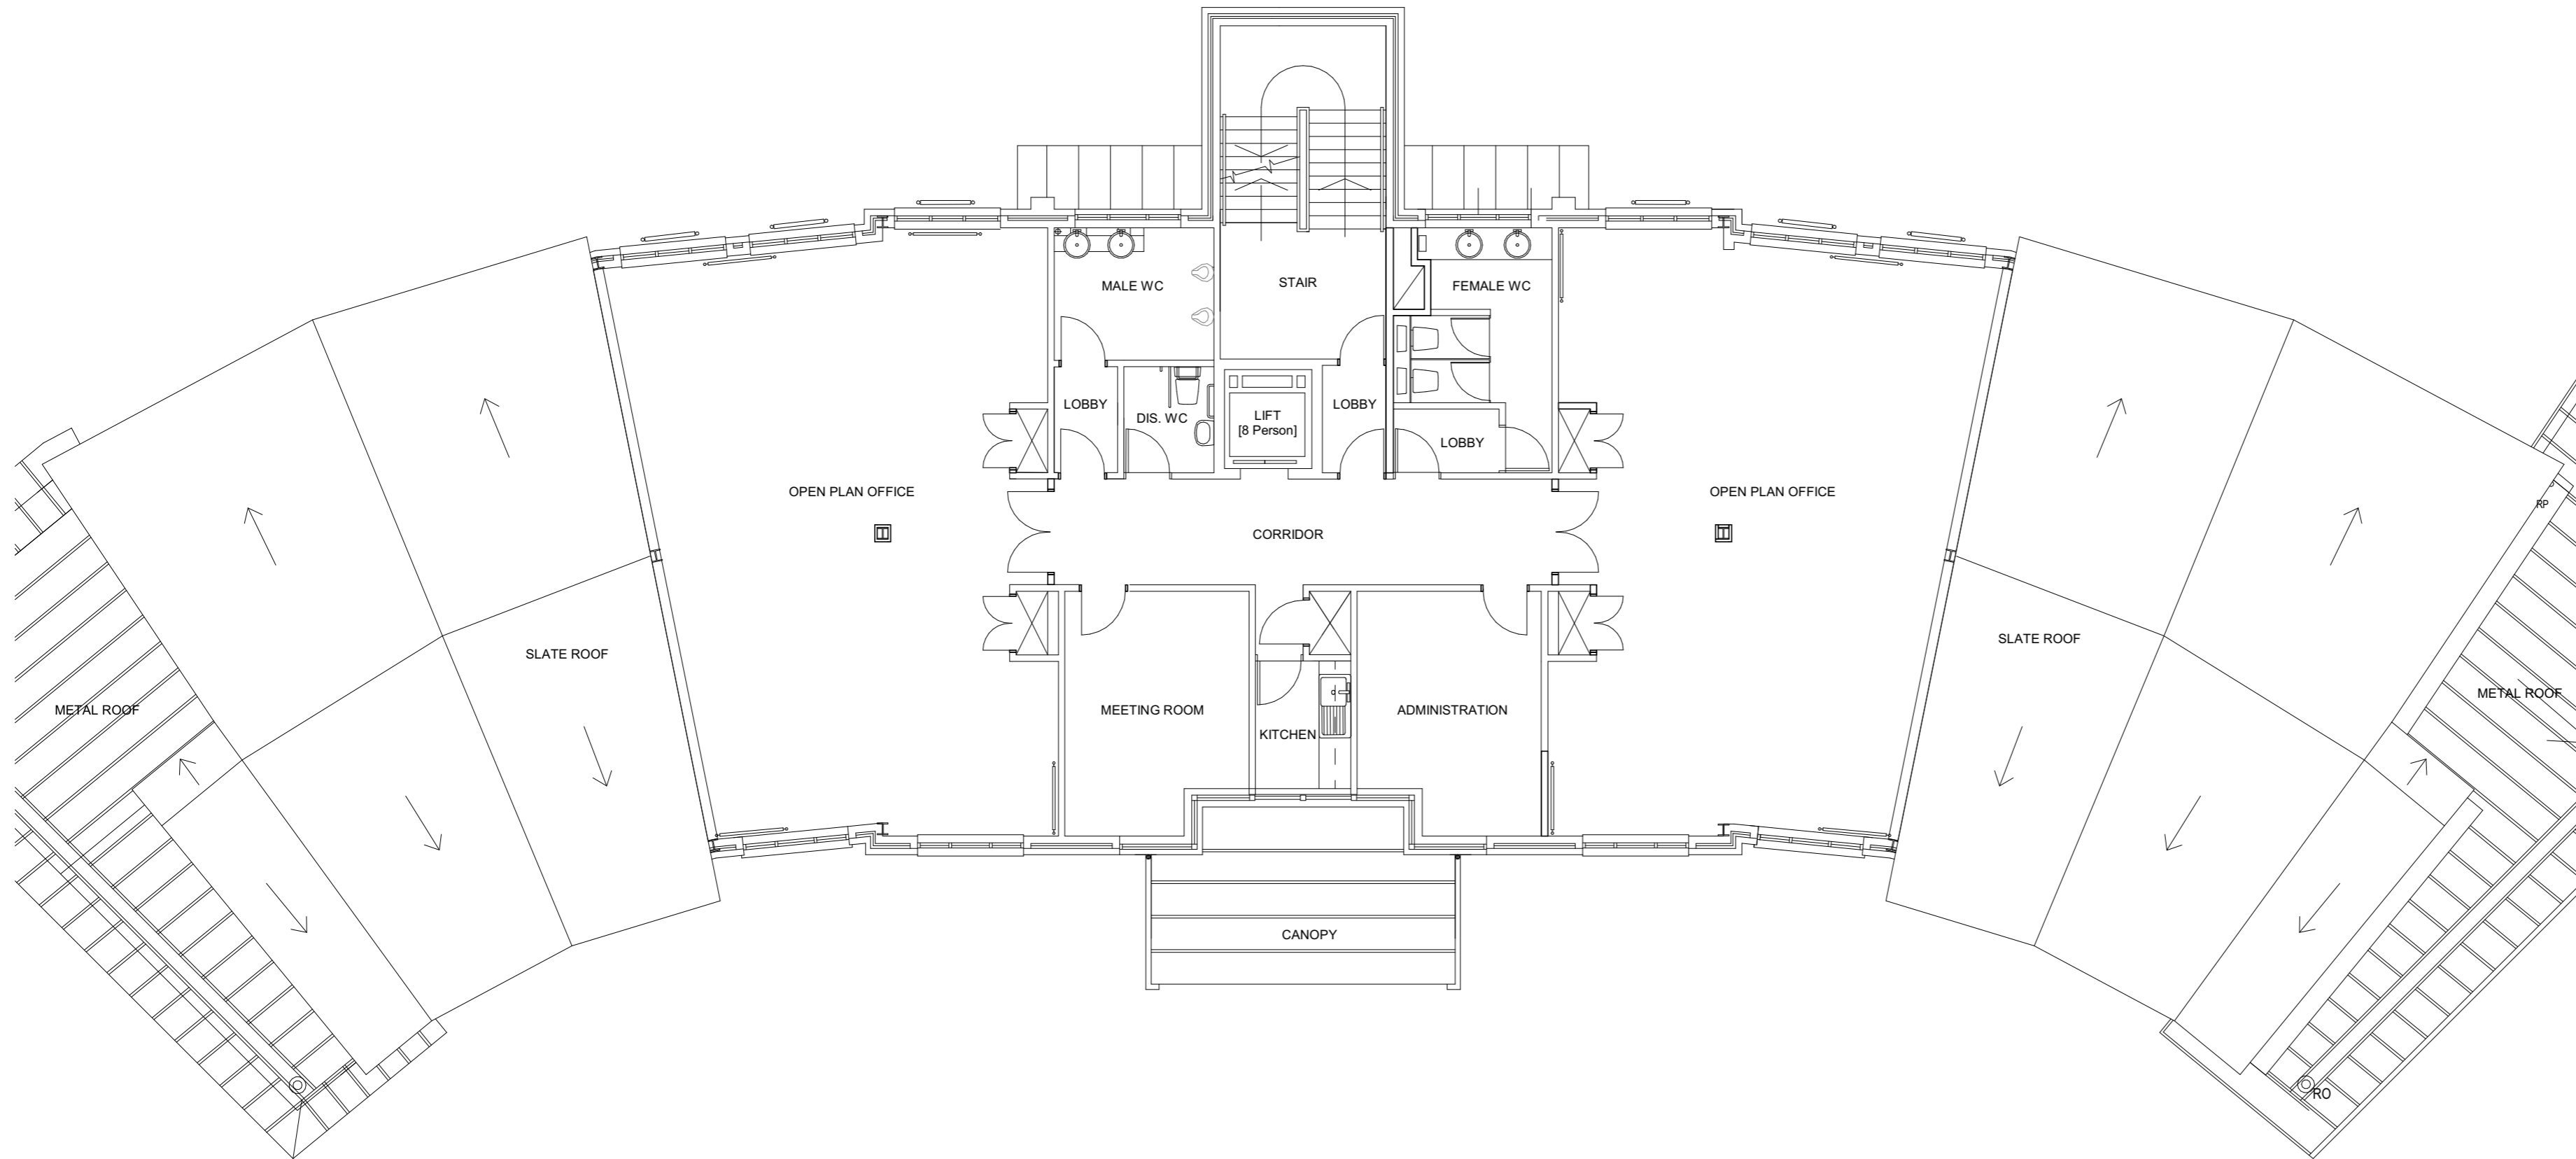 MALE WC
STAIR
FEMALE WC
LOBBY
DIS. WC
LIFT
[8 Person]
LOBBY
LOBBY
OPEN PLAN OFFICE
OPEN PLAN OFFICE
RP
CORRIDOR
SLATE ROOF
SLATE ROOF
METAL ROOF
MEETING ROOM
ADMINISTRATION
METAL ROOF
KITCHEN
CANOPY
RO